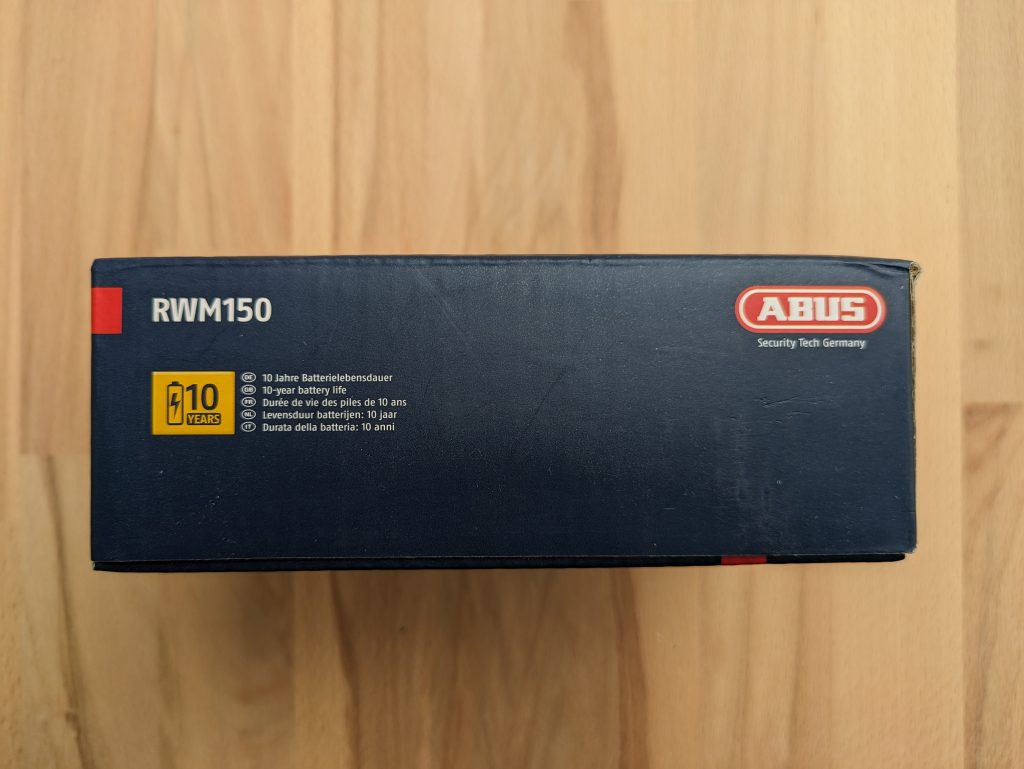 RWM150
ABUS
Security Tech Germany
10
YEARS
DE 10 Jahre Batterielebensdauer
GB 10-year battery life
FR Durée de vie des piles de 10 ans
NL Levensduur batterijen: 10 jaar
IT Durata della batteria: 10 anni